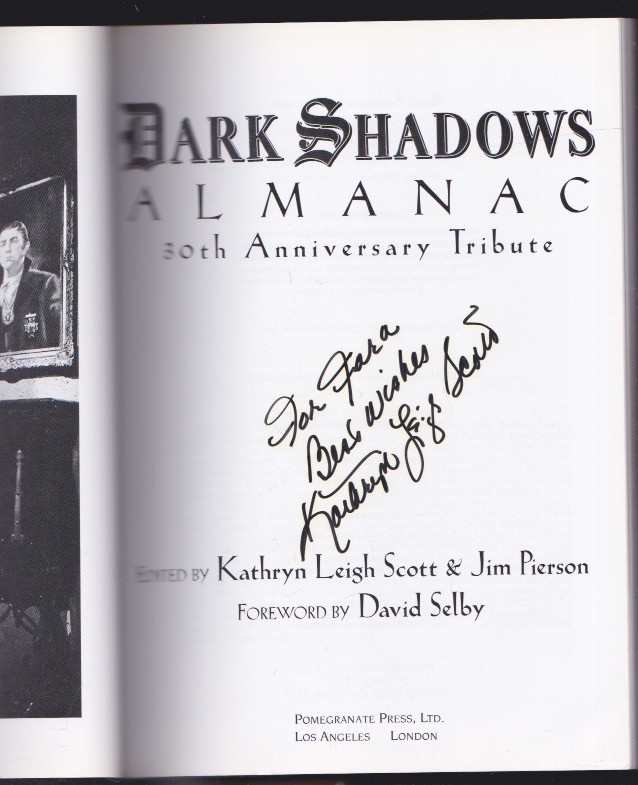 DARK SHADOWS
ALMANAC
30th Anniversary Tribute
For Fara
Best Wishes
Kathryn Leigh Scott
EDITED BY Kathryn Leigh Scott & Jim Pierson
FOREWORD BY David Selby
POMEGRANATE PRESS, LTD.
LOS ANGELES LONDON